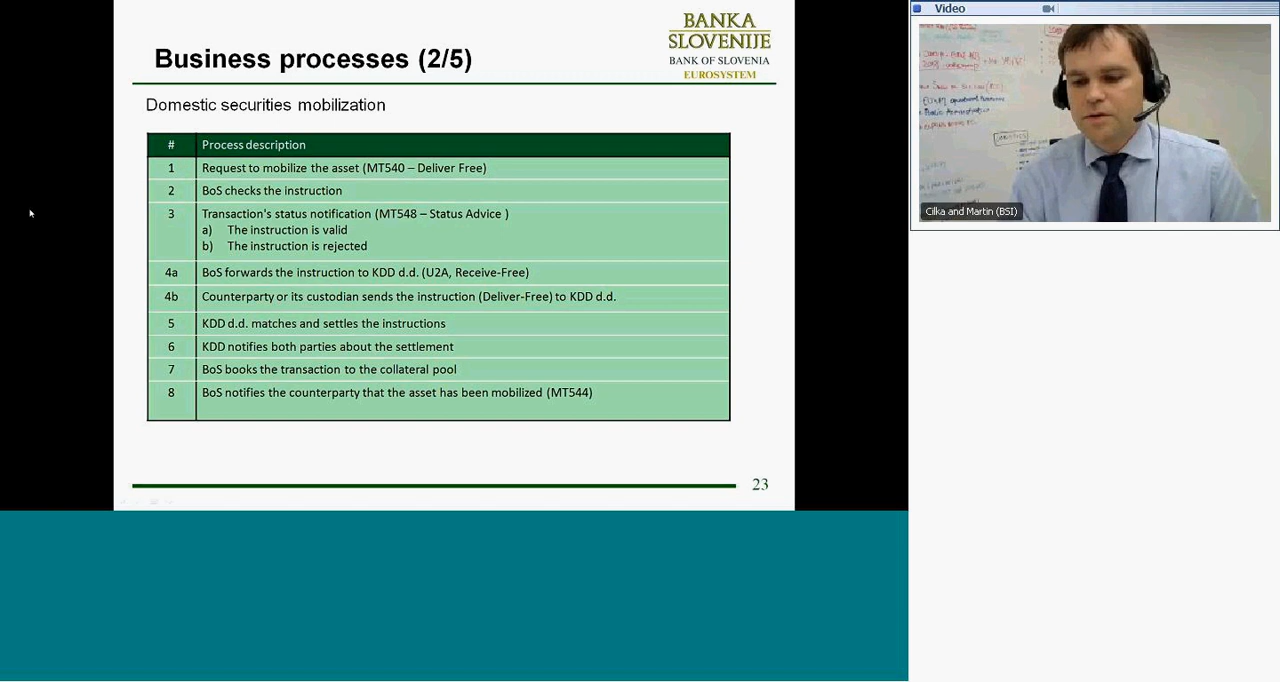 BANKA
SLOVENIJE
BANK OF SLOVENIA
EUROSYSTEM
Business processes (2/5)
Domestic securities mobilization
# Process description
1 Request to mobilize the asset (MT540 – Deliver Free)
2 BoS checks the instruction
3 Transaction's status notification (MT548 – Status Advice )
a) The instruction is valid
b) The instruction is rejected
4a BoS forwards the instruction to KDD d.d. (U2A, Receive-Free)
4b Counterparty or its custodian sends the instruction (Deliver-Free) to KDD d.d.
5 KDD d.d. matches and settles the instructions
6 KDD notifies both parties about the settlement
7 BoS books the transaction to the collateral pool
8 BoS notifies the counterparty that the asset has been mobilized (MT544)
23
Video
Cilka and Martin (BSI)